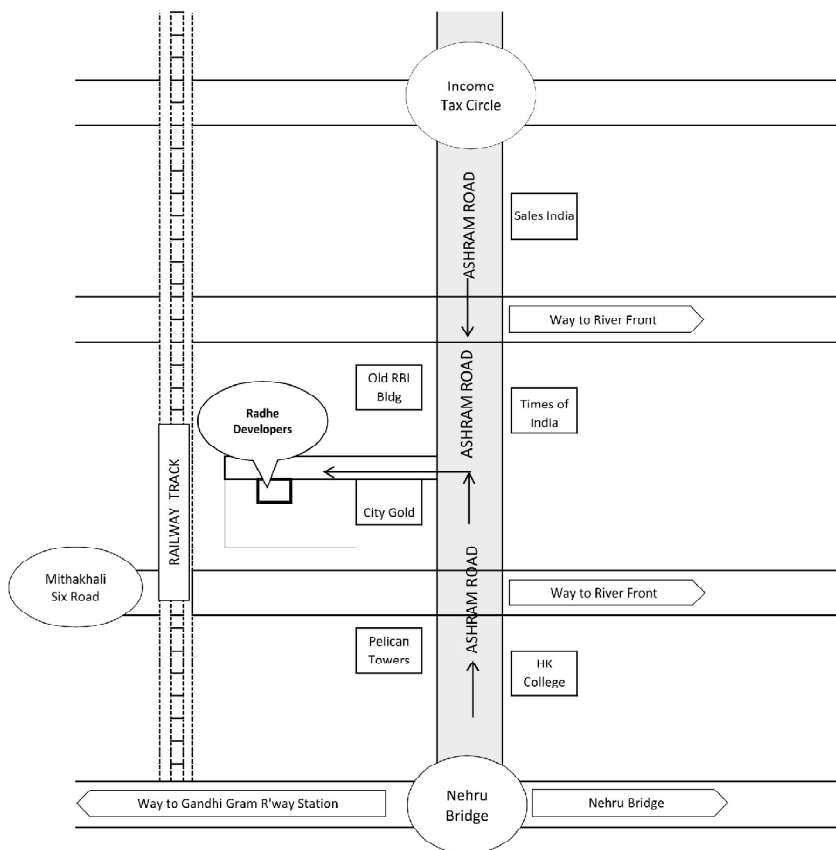 Income
Tax Circle
ASHRAM ROAD
Sales India
Way to River Front
Old RBI
Bldg
ASHRAM ROAD
Times of
India
Radhe
Developers
RAILWAY TRACK
City Gold
Mithakhali
Six Road
ASHRAM ROAD
Way to River Front
Pelican
Towers
HK
College
Way to Gandhi Gram R'way Station
Nehru
Bridge
Nehru Bridge